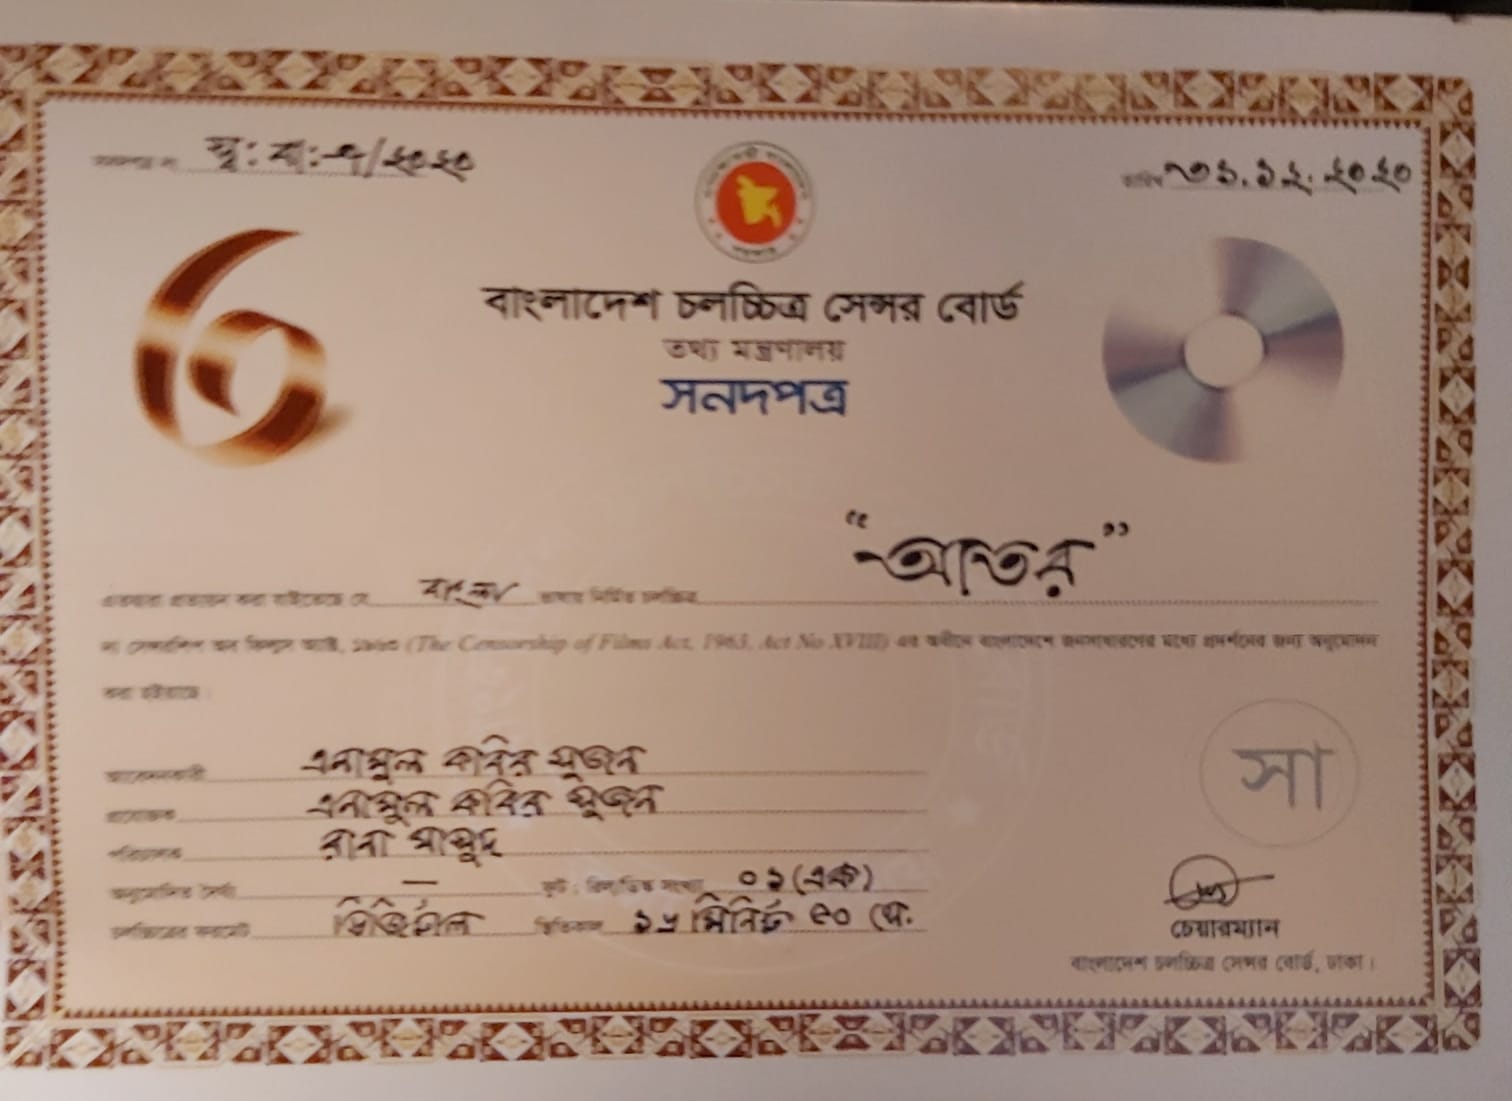 স্ব: বা: ৭/২০২০
তারিখ ৩১.১২.২০২০
বাংলাদেশ চলচ্চিত্র সেন্সর বোর্ড
তথ্য মন্ত্রণালয়
সনদপত্র
"আতর"
এতদ্বারা প্রত্যয়ন করা যাইতেছে যে বাংলা ভাষায় নির্মিত চলচ্চিত্র
দা সেন্সরশিপ অব ফিল্মস আক্ট, ১৯৬৩ (The Censorship of Films Act, 1963, Act No XVIII) এর অধীনে বাংলাদেশে জনসাধারণের মধ্যে প্রদর্শনের জন্য অনুমোদন
করা হইয়াছে।
আবেদনকারী এনামুল কবির সুজন
প্রযোজক এনামুল কবির সুজন
পরিচালক রানা মাসুদ
অনুমোদিত দৈর্ঘ্য — ফুট : রিল/ডিস্ক সংখ্যা ০১ (এক)
চলচ্চিত্রের ফরমেট ডিজিটাল স্থিতিকাল ১৮ মিনিট ৫০ সে.
সা
চেয়ারম্যান
বাংলাদেশ চলচ্চিত্র সেন্সর বোর্ড, ঢাকা।